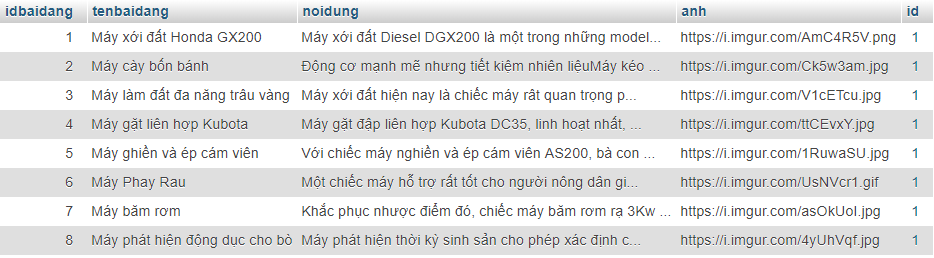 idbaidang tenbaidang noidung anh id
1 Máy xới đất Honda GX200 Máy xới đất Diesel DGX200 là một trong những model... https://i.imgur.com/AmC4R5V.png 1
2 Máy cày bốn bánh Động cơ mạnh mẽ nhưng tiết kiệm nhiên liệuMáy kéo ... https://i.imgur.com/Ck5w3am.jpg 1
3 Máy làm đất đa năng trâu vàng Máy xới đất hiện nay là chiếc máy rât quan trọng p... https://i.imgur.com/V1cETcu.jpg 1
4 Máy gặt liên hợp Kubota Máy gặt đập liên hợp Kubota DC35, linh hoạt nhất, ... https://i.imgur.com/ttCEvxY.jpg 1
5 Máy ghiền và ép cám viên Với chiếc máy nghiền và ép cám viên AS200, bà con ... https://i.imgur.com/1RuwaSU.jpg 1
6 Máy Phay Rau Một chiếc máy hỗ trợ rất tốt cho người nông dân gi... https://i.imgur.com/UsNVcr1.gif 1
7 Máy băm rơm Khắc phục nhược điểm đó, chiếc máy băm rơm rạ 3Kw ... https://i.imgur.com/asOkUoI.jpg 1
8 Máy phát hiện động dục cho bò Máy phát hiện thời kỳ sinh sản cho phép xác định c... https://i.imgur.com/4yUhVqf.jpg 1